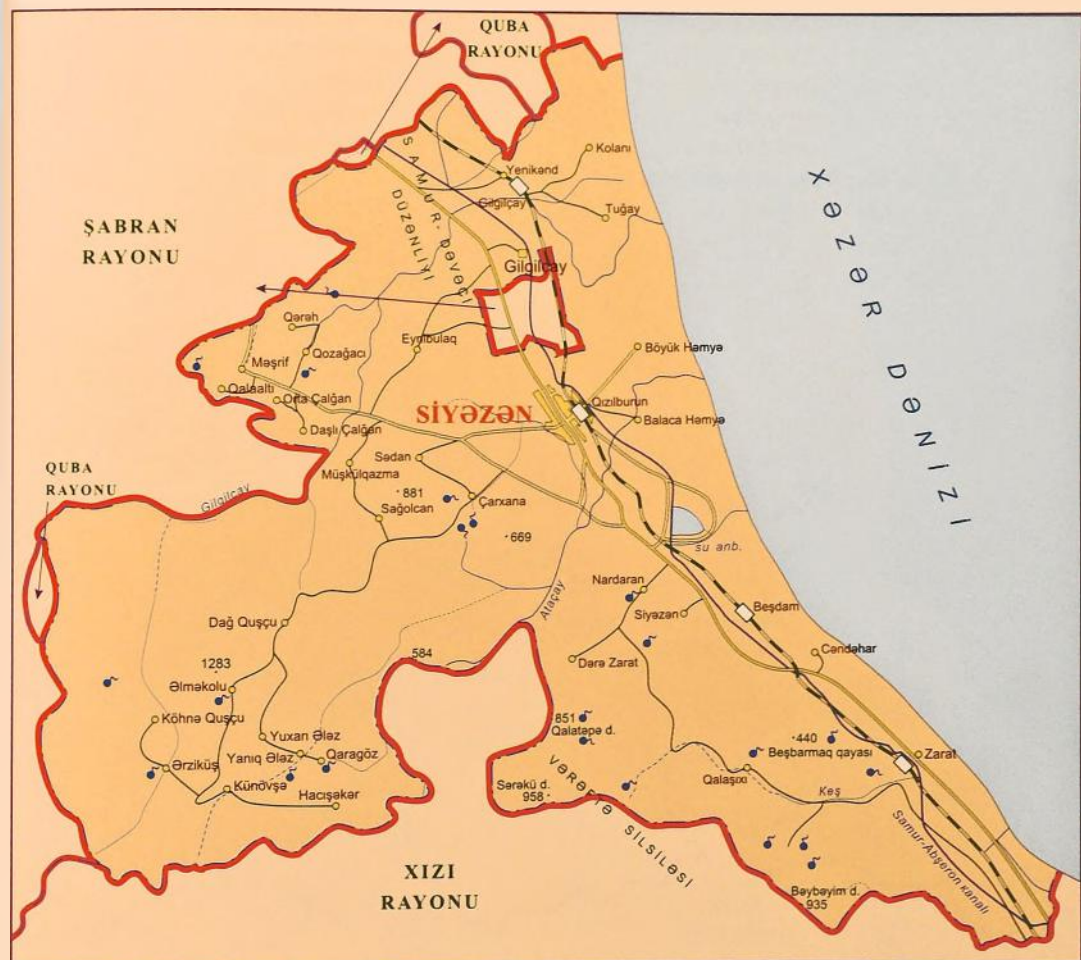 QUBA
RAYONU
Kolanı
Yenikənd
Gilgilçay
Tuğay
SAMUR-DƏVƏÇİ
DÜZƏNLİYİ
ŞABRAN
RAYONU
XƏZƏR DƏNİZİ
Gilgilçay
Qərəh
Eynibulaq
Qozağacı
Böyük Həmyə
Məşrif
Qalaaltı
Orta Çalğan
Qızılburun
SİYƏZƏN
Balaca Həmyə
Daşlı Çalğan
Sədan
Müşkülqazma
QUBA
RAYONU
Gilgilçay
881
Çarxana
Sağolcan
669
su anb.
Nardaran
Ataçay
Siyəzən
Beşdam
Dağ Quşçu
584
Cəndəhar
Dərə Zarat
1283
Əlməkolu
Köhnə Quşçu
851
Qalatəpə d.
440
Beşbarmaq qayası
Yuxarı Ələz
Zarat
Yanıq Ələz
Qaragöz
Ərziküş
Qalaşıxı
Künövşə
Sərəkü d.
958
Hacışəkər
Keş
VƏRƏFTƏ SİLSİLƏSİ
Samur-Abşeron kanalı
XIZI
RAYONU
Bəybəyim d.
935